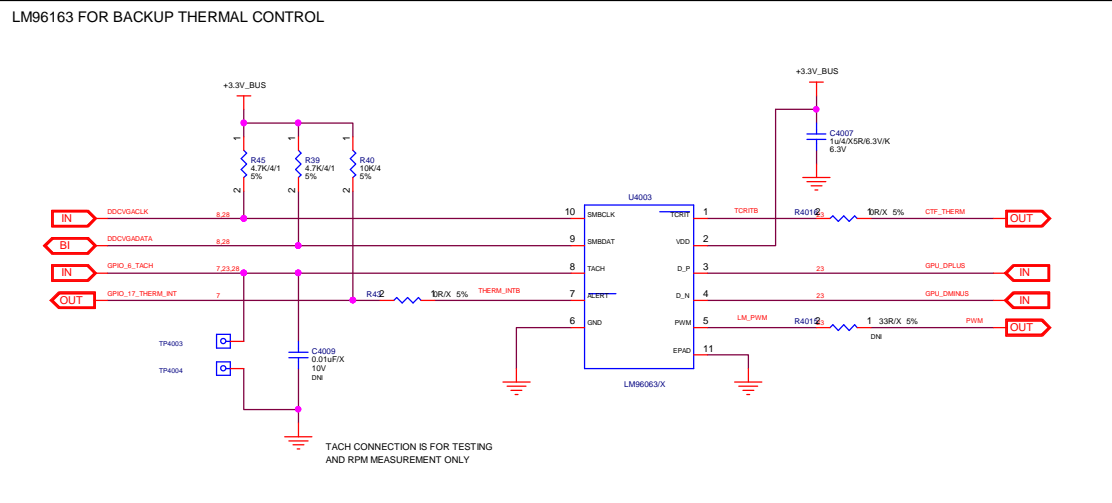 LM96163 FOR BACKUP THERMAL CONTROL
+3.3V_BUS
+3.3V_BUS
1
1
1
R45
4.7K/4/1
5%
R39
4.7K/4/1
5%
R40
10K/4
5%
2
2
2
C4007
1u/4/X5R/6.3V/K
6.3V
U4003
IN
DDCVGACLK
8,28
10
SMBCLK
TCRIT
1
TCRITB
R4010
23
2
1
0R/X 5%
CTF_THERM
OUT
BI
DDCVGADATA
8,28
9
SMBDAT
VDD
2
IN
GPIO_6_TACH
7,23,28
8
TACH
D_P
3
23
GPU_DPLUS
IN
OUT
GPIO_17_THERM_INT
7
R43
2
1
0R/X 5%
THERM_INTB
7
ALERT
D_N
4
23
GPU_DMINUS
IN
6
GND
PWM
5
LM_PWM
R4015
23
2
1
33R/X 5%
DNI
PWM
OUT
EPAD
11
LM96063/X
TP4003
TP4004
C4009
0.01uF/X
10V
DNI
TACH CONNECTION IS FOR TESTING
AND RPM MEASUREMENT ONLY